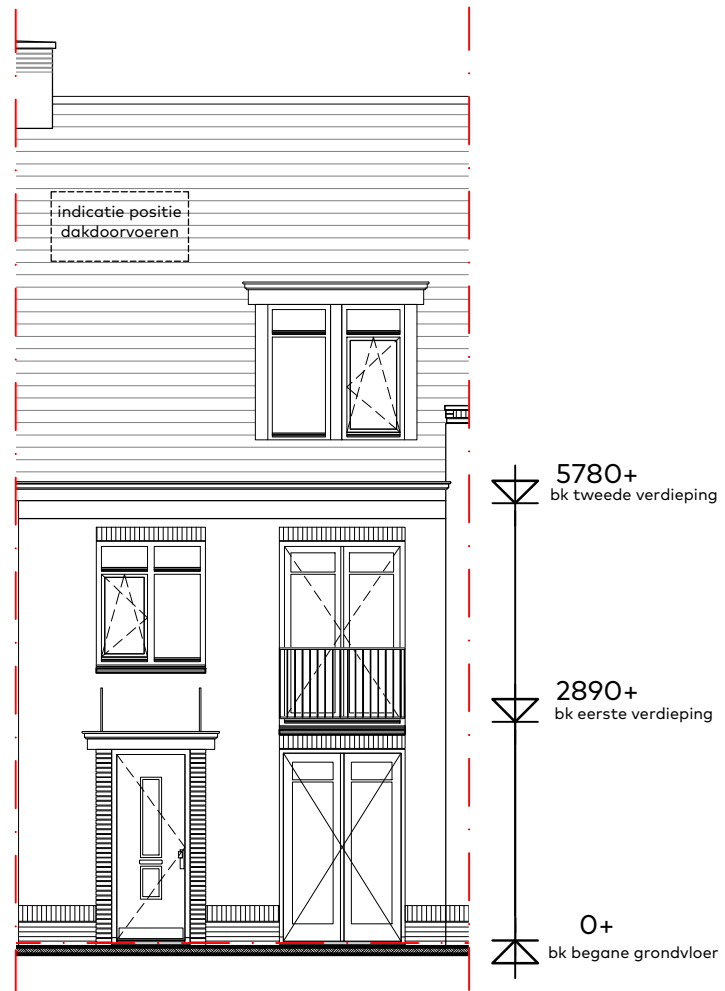 indicatie positie
dakdoorvoeren
5780+
bk tweede verdieping
2890+
bk eerste verdieping
0+
bk begane grondvloer